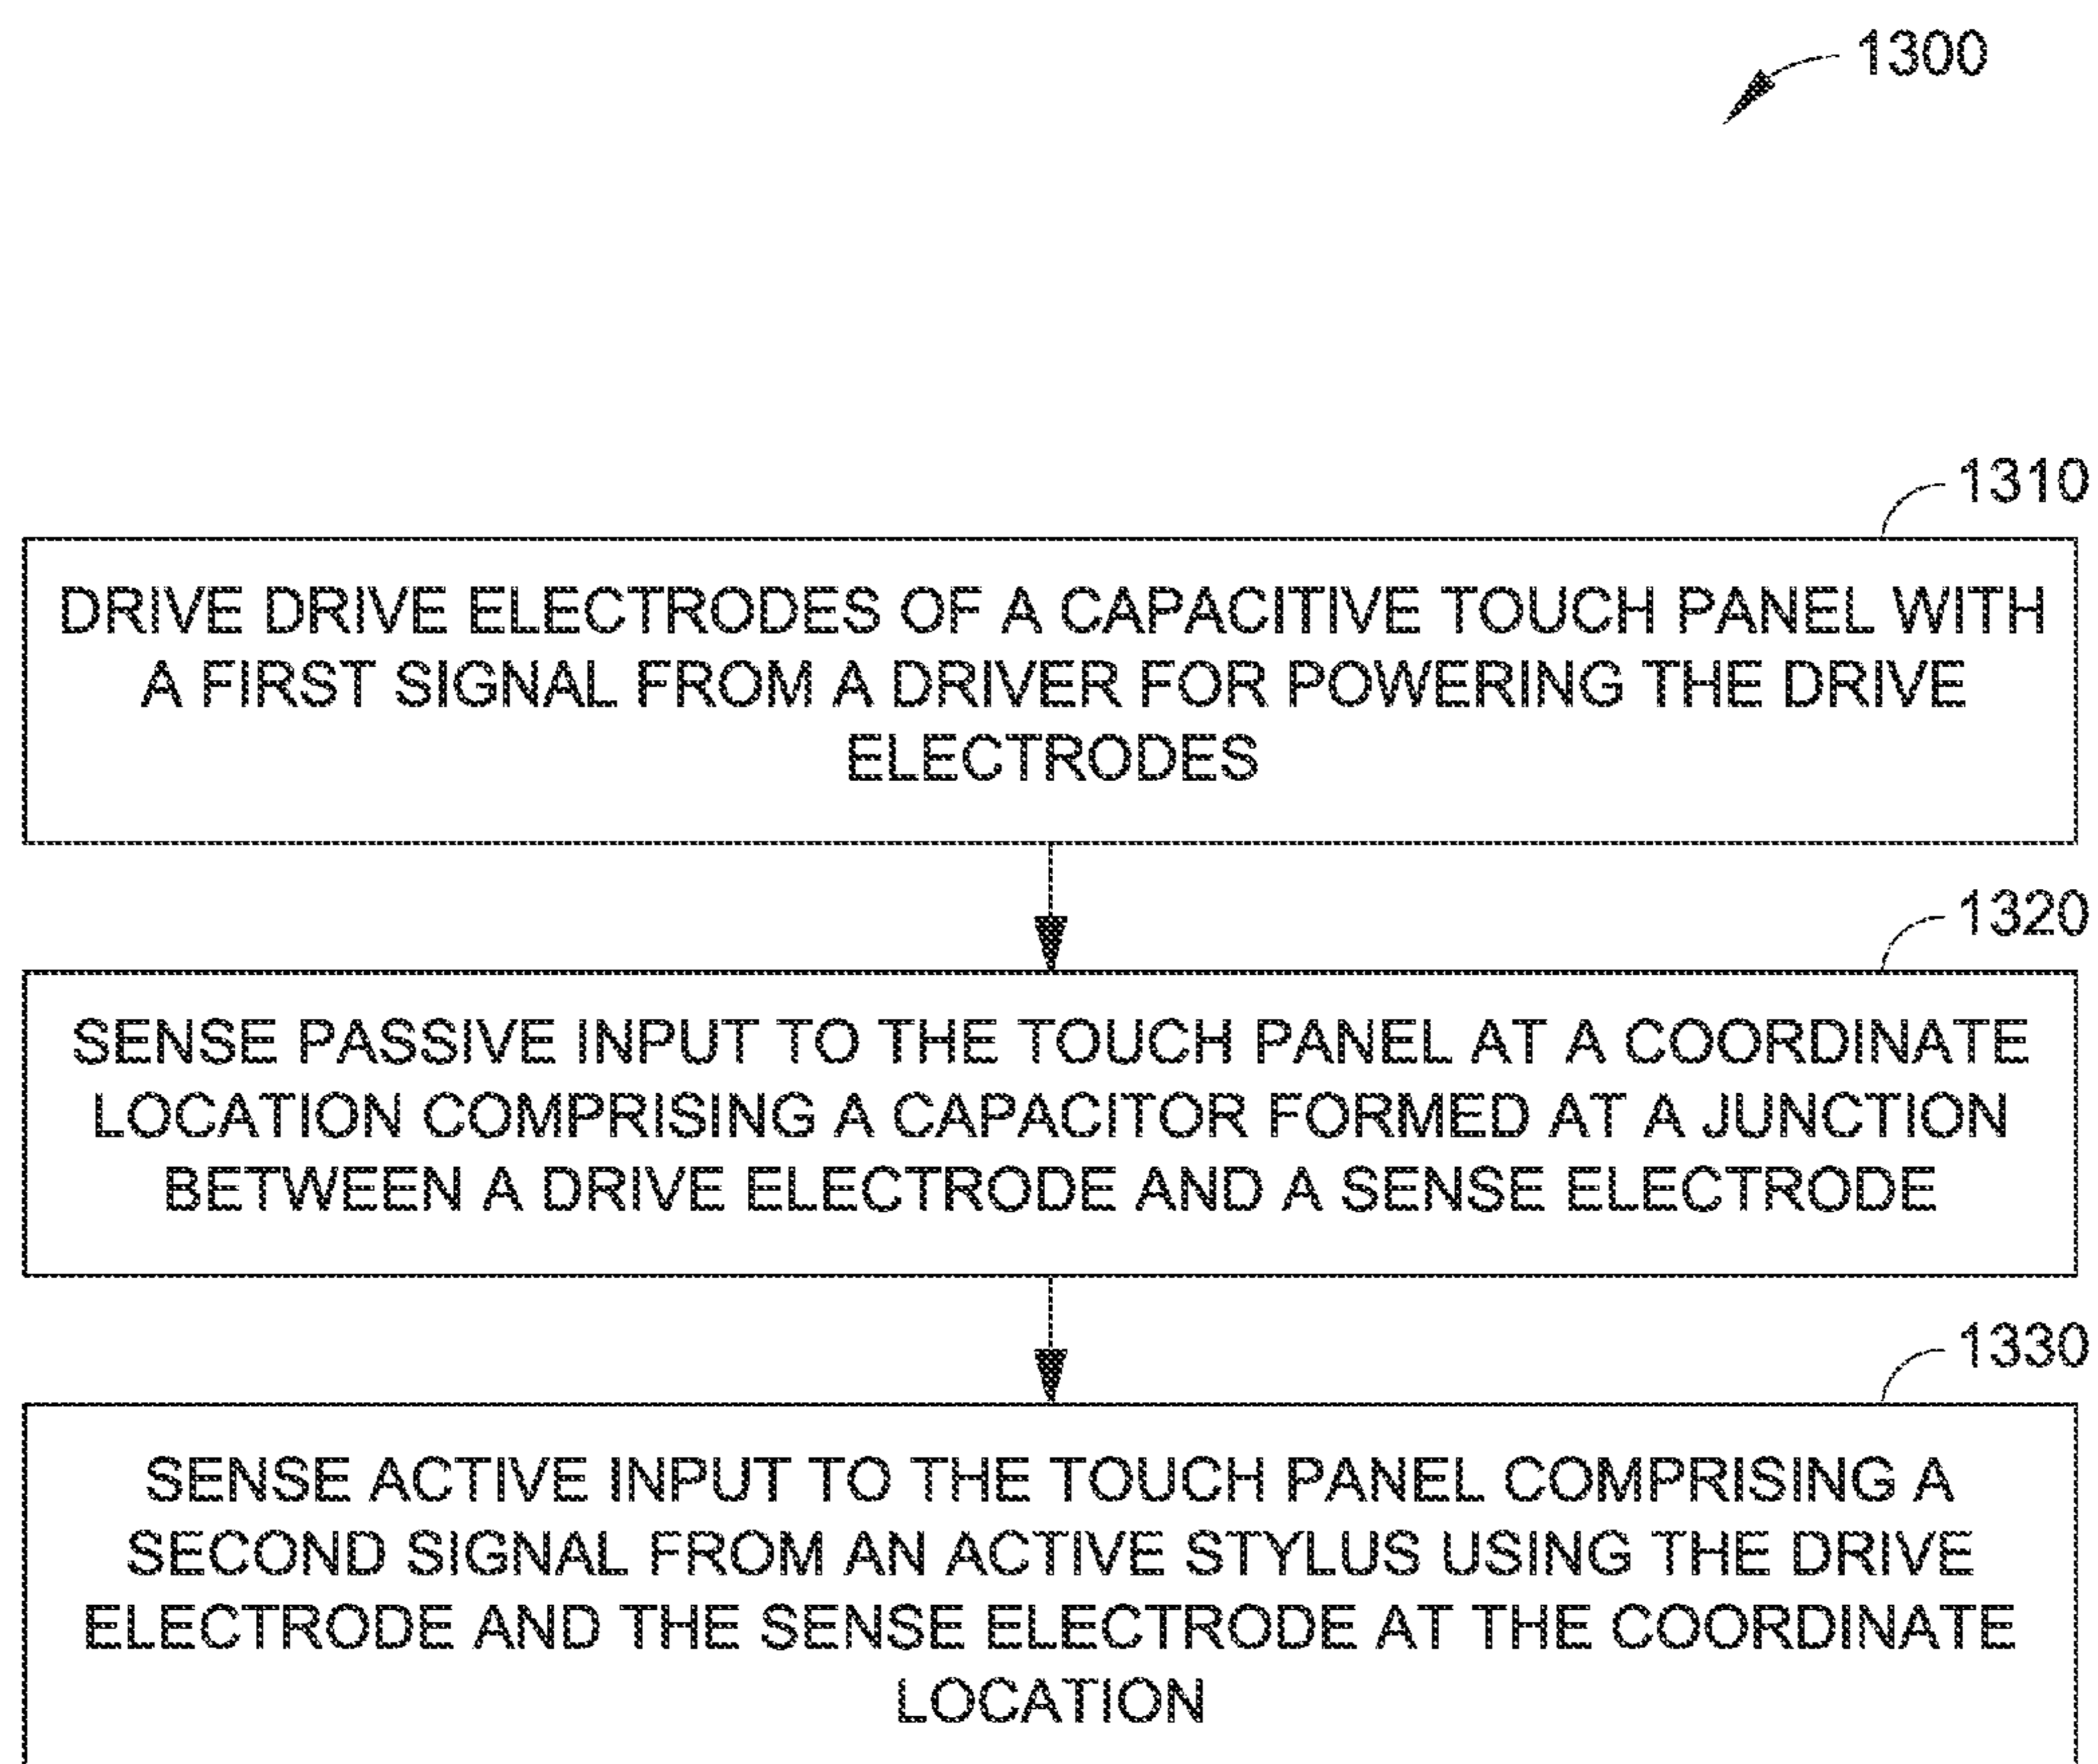 1300
1310
DRIVE DRIVE ELECTRODES OF A CAPACITIVE TOUCH PANEL WITH
A FIRST SIGNAL FROM A DRIVER FOR POWERING THE DRIVE
ELECTRODES
1320
SENSE PASSIVE INPUT TO THE TOUCH PANEL AT A COORDINATE
LOCATION COMPRISING A CAPACITOR FORMED AT A JUNCTION
BETWEEN A DRIVE ELECTRODE AND A SENSE ELECTRODE
1330
SENSE ACTIVE INPUT TO THE TOUCH PANEL COMPRISING A
SECOND SIGNAL FROM AN ACTIVE STYLUS USING THE DRIVE
ELECTRODE AND THE SENSE ELECTRODE AT THE COORDINATE
LOCATION